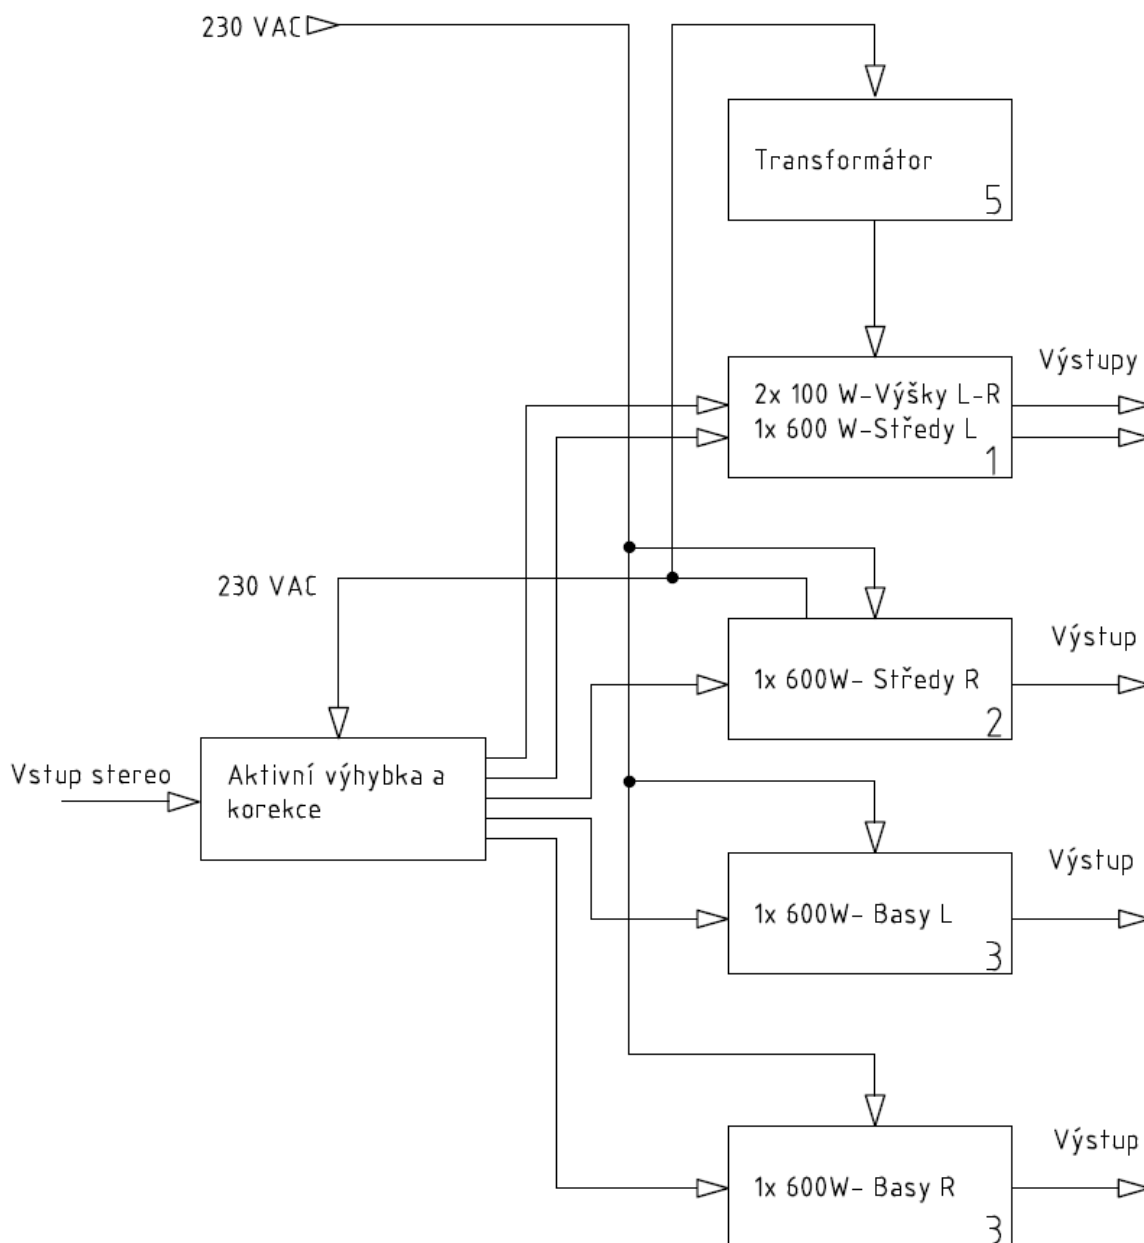 230 VAC
Transformátor
5
Výstupy
2x 100 W-Výšky L-R
1x 600 W-Středy L
1
230 VAC
Výstup
1x 600W- Středy R
2
Vstup stereo
Aktivní výhybka a
korekce
Výstup
1x 600W- Basy L
3
Výstup
1x 600W- Basy R
3